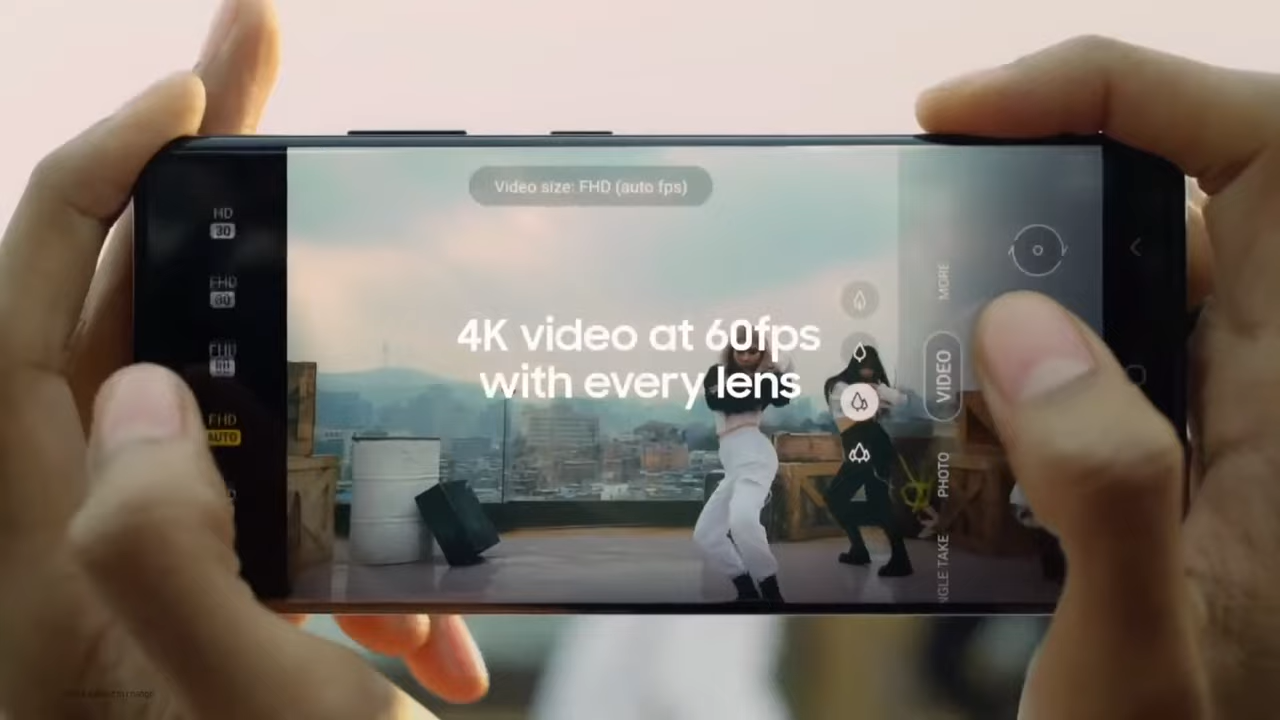 Video size: FHD (auto fps)
HD
30
FHD
60
FHD
AUTO
4K video at 60fps
with every lens
MORE
VIDEO
PHOTO
NGLE TAKE